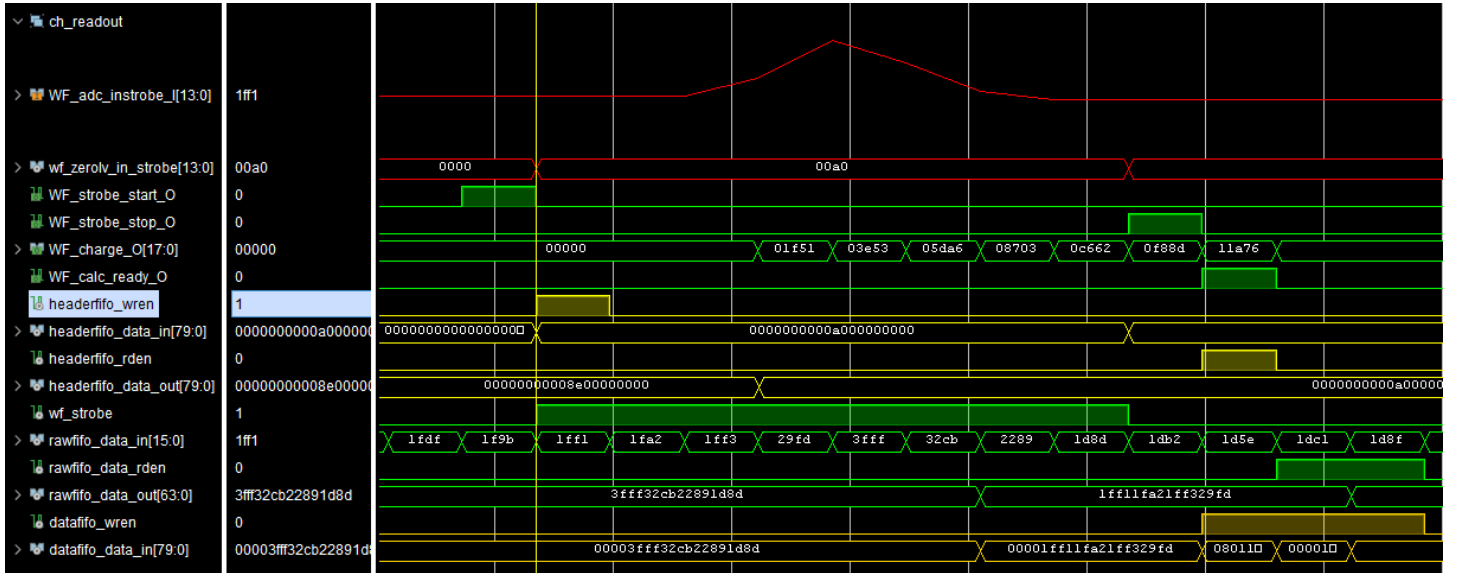 ch_readout
WF_adc_instrobe_I[13:0] 1ff1
wf_zerolv_in_strobe[13:0] 00a0 0000 00a0
WF_strobe_start_O 0
WF_strobe_stop_O 0
WF_charge_O[17:0] 00000 00000 01f51 03e53 05da6 08703 0c662 0f88d 11a76
WF_calc_ready_O 0
headerfifo_wren 1
headerfifo_data_in[79:0] 0000000000a000000 0000000000000000 0000000000a000000000
headerfifo_rden 0
headerfifo_data_out[79:0] 00000000008e00000 00000000008e00000000 0000000000a00000
wf_strobe 1
rawfifo_data_in[15:0] 1ff1 1fdf 1f9b 1ff1 1fa2 1ff3 29fd 3fff 32cb 2289 1d8d 1db2 1d5e 1dc1 1d8f
rawfifo_data_rden 0
rawfifo_data_out[63:0] 3fff32cb22891d8d 3fff32cb22891d8d 1ff11fa21ff329fd
datafifo_wren 0
datafifo_data_in[79:0] 00003fff32cb22891d 00003fff32cb22891d8d 00001ff11fa21ff329fd 08011 00001